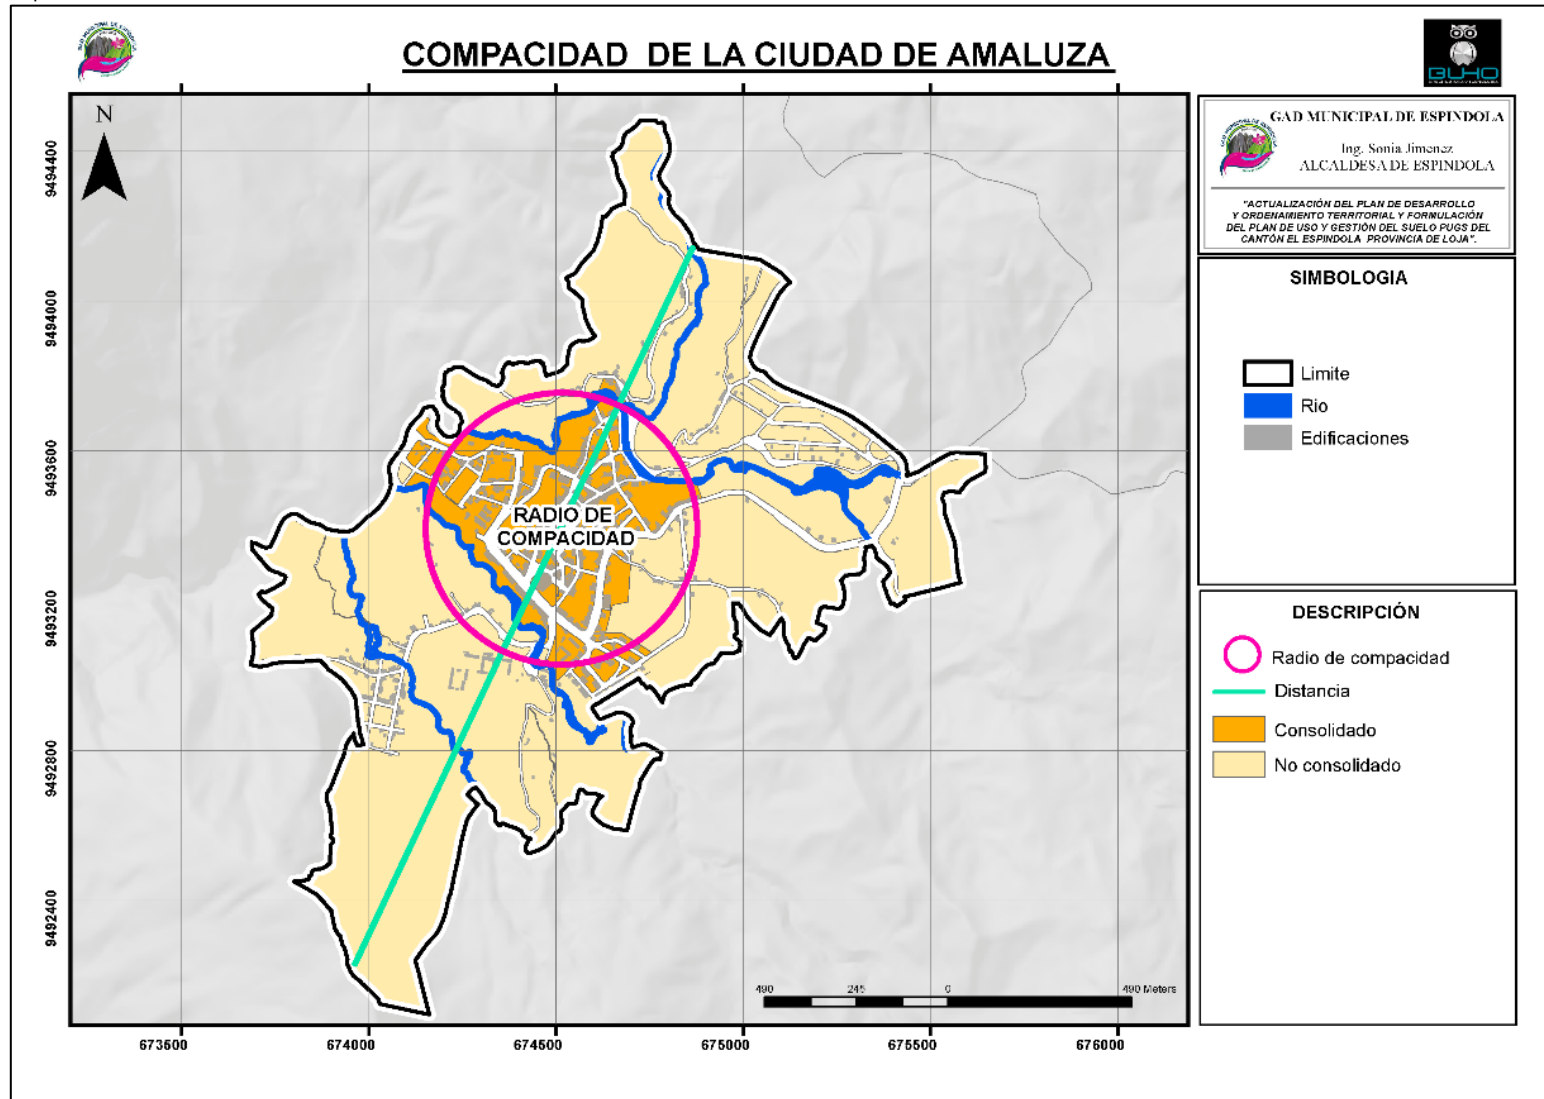 COMPACIDAD DE LA CIUDAD DE AMALUZA
BUHO
N
GAD MUNICIPAL DE ESPINDOLA
Ing. Sonia Jimenez
ALCALDESA DE ESPINDOLA
"ACTUALIZACIÓN DEL PLAN DE DESARROLLO
Y ORDENAMIENTO TERRITORIAL Y FORMULACIÓN
DEL PLAN DE USO Y GESTIÓN DEL SUELO PUGS DEL
CANTÓN EL ESPINDOLA PROVINCIA DE LOJA".
SIMBOLOGIA
Limite
Rio
Edificaciones
DESCRIPCIÓN
Radio de compacidad
Distancia
Consolidado
No consolidado
RADIO DE
COMPACIDAD
9494400
9494000
9493600
9493200
9492800
9492400
490 245 0 490 Meters
673500 674000 674500 675000 675500 676000